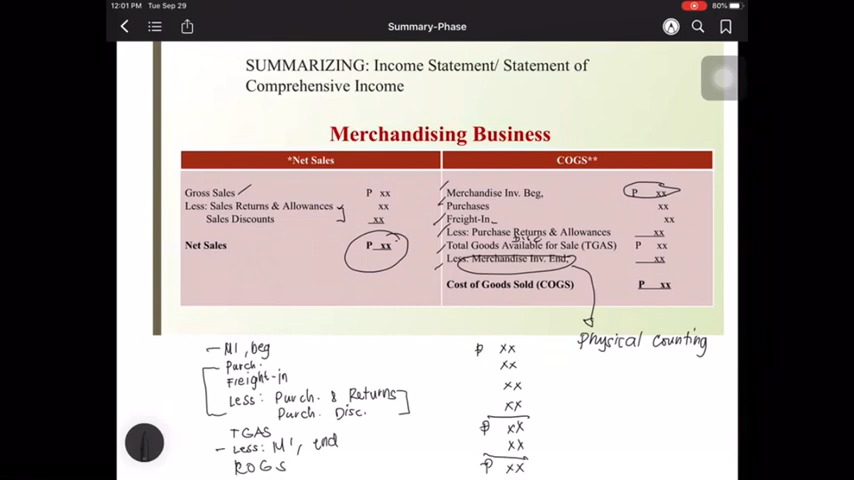 12:01 PM Tue Sep 29
80%
Summary-Phase
SUMMARIZING: Income Statement/ Statement of
Comprehensive Income
Merchandising Business
*Net Sales COGS**
Gross Sales P xx
Less: Sales Returns & Allowances xx
Sales Discounts xx
Net Sales P xx
Merchandise Inv. Beg, P xx
Purchases xx
Freight-In xx
Less: Purchase Returns & Allowances xx
Disc
Total Goods Available for Sale (TGAS) P xx
Less: Merchandise Inv. End, xx
Cost of Goods Sold (COGS) P xx
Physical Counting
- MI, beg P xx
Purch. xx
Freight-in xx
Less: Purch. & Returns
Purch. Disc. xx
TGAS P xx
- Less: MI, end xx
COGS P xx